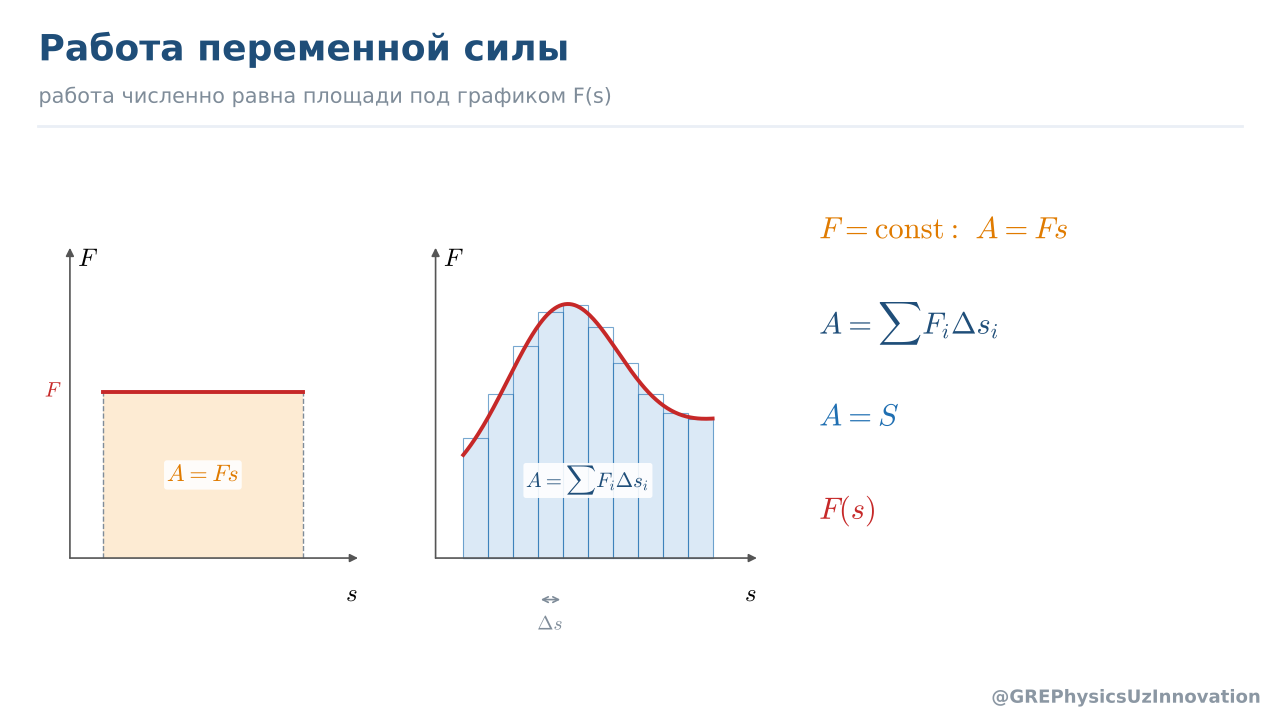 Работа переменной силы
работа численно равна площади под графиком F(s)
F
F
A = Fs
s
F
A = ∑FᵢΔsᵢ
s
Δs
F = const : A = Fs
A = ∑FᵢΔsᵢ
A = S
F(s)
@GREPhysicsUzInnovation